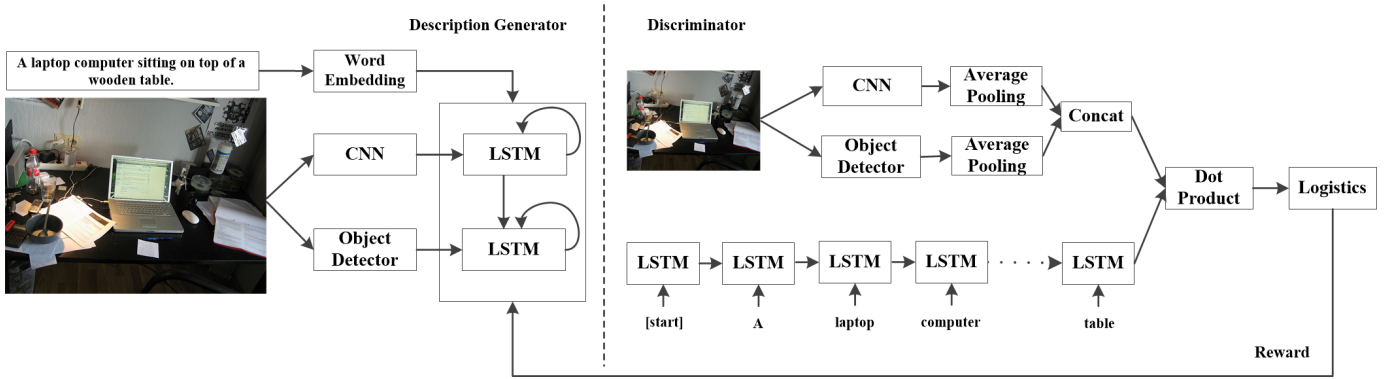 Description Generator
A laptop computer sitting on top of a
wooden table.
Word
Embedding
CNN
LSTM
Object
Detector
LSTM
Discriminator
CNN
Average
Pooling
Object
Detector
Average
Pooling
Concat
Dot
Product
Logistics
LSTM
LSTM
LSTM
LSTM
. . . . . .
LSTM
[start]
A
laptop
computer
table
Reward